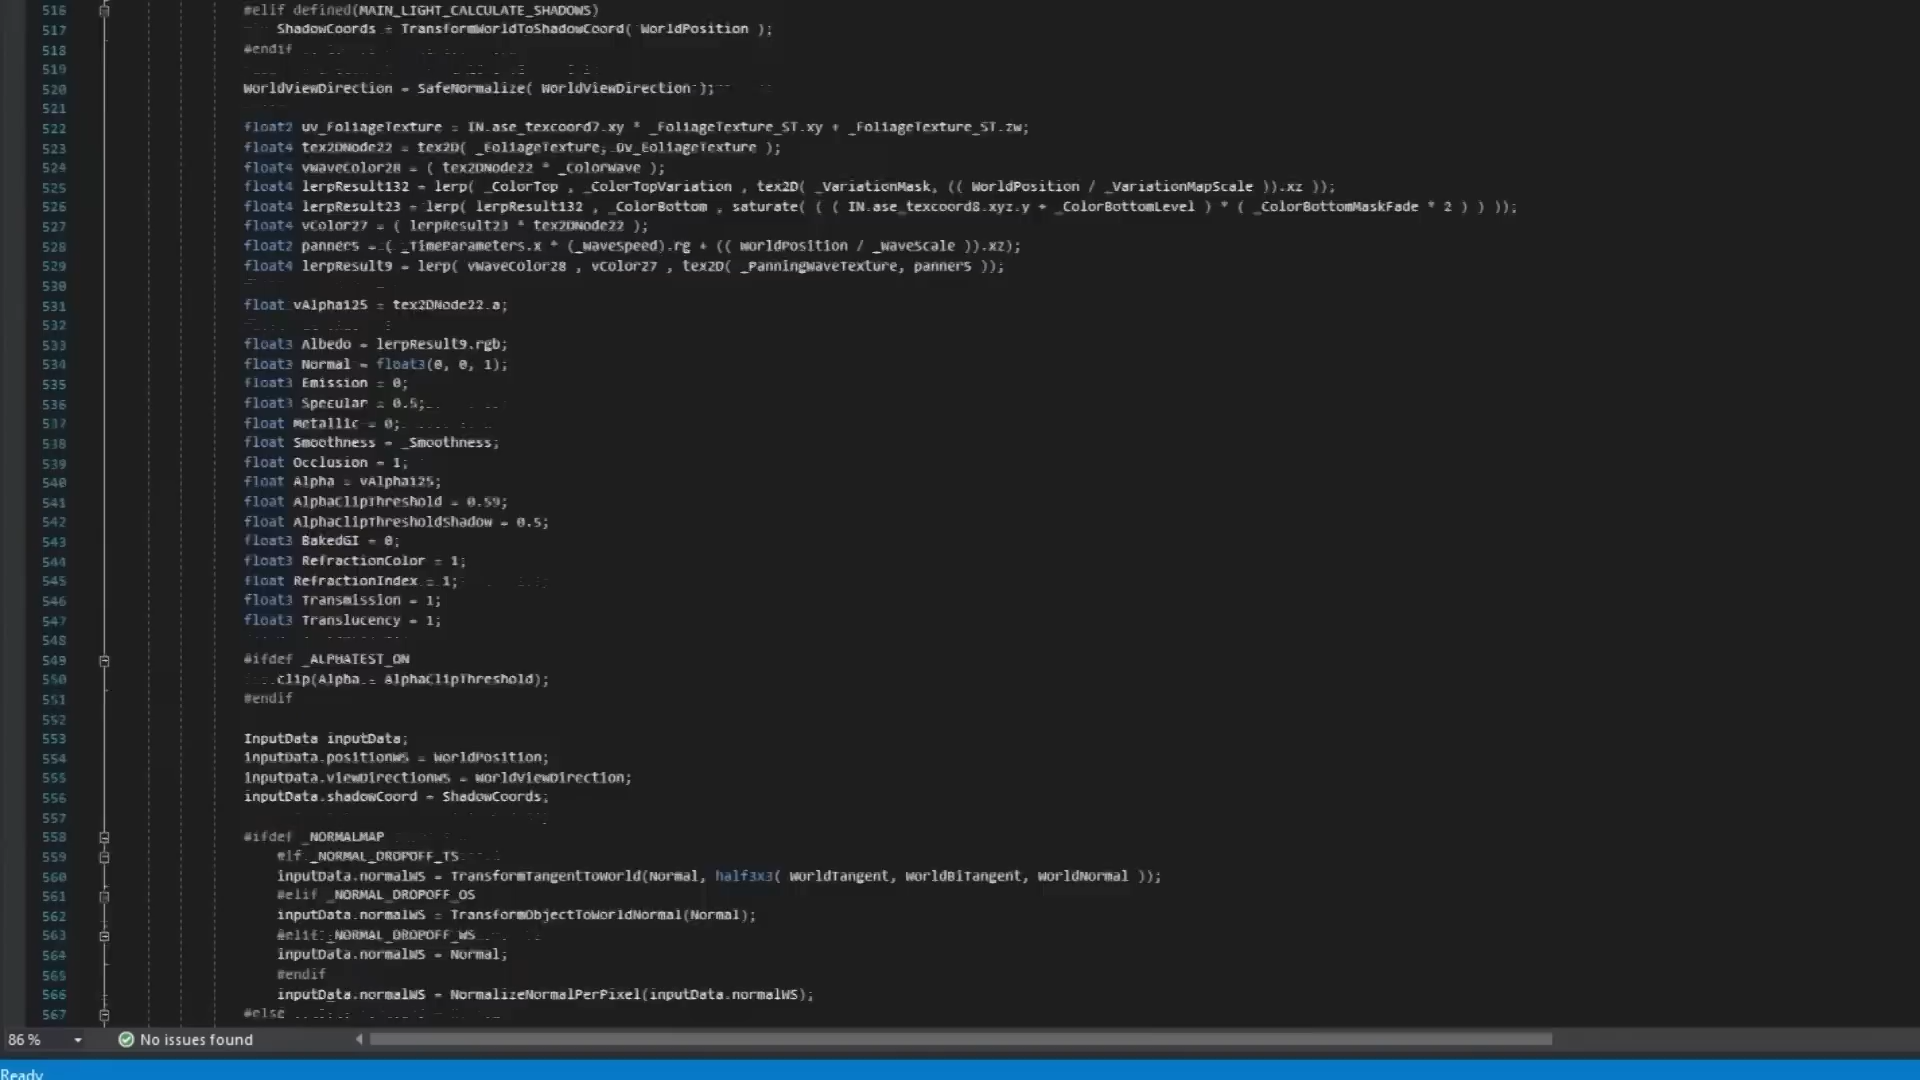 516 #elif defined(MAIN_LIGHT_CALCULATE_SHADOWS)
517 ShadowCoords = TransformWorldToShadowCoord( WorldPosition );
518 #endif
519
520 WorldViewDirection = SafeNormalize( WorldViewDirection );
521
522 float2 uv_FoliageTexture = IN.ase_texcoord7.xy * _FoliageTexture_ST.xy + _FoliageTexture_ST.zw;
523 float4 tex2DNode22 = tex2D( _FoliageTexture, uv_FoliageTexture );
524 float4 vWaveColor28 = ( tex2DNode22 * _ColorWave );
525 float4 lerpResult132 = lerp( _ColorTop , _ColorTopVariation , tex2D( _VariationMask, (( WorldPosition / _VariationMapScale )).xz ));
526 float4 lerpResult23 = lerp( lerpResult132 , _ColorBottom , saturate( ( ( IN.ase_texcoord8.xyz.y + _ColorBottomLevel ) * ( _ColorBottomMaskFade * 2 ) ) ));
527 float4 vColor27 = ( lerpResult23 * tex2DNode22 );
528 float2 panner5 = ( _TimeParameters.x * (_WaveSpeed).rg + (( WorldPosition / _WaveScale )).xz);
529 float4 lerpResult9 = lerp( vWaveColor28 , vColor27 , tex2D( _PanningWaveTexture, panner5 ));
530
531 float vAlpha125 = tex2DNode22.a;
532
533 float3 Albedo = lerpResult9.rgb;
534 float3 Normal = float3(0, 0, 1);
535 float3 Emission = 0;
536 float3 Specular = 0.5;
537 float Metallic = 0;
538 float Smoothness = _Smoothness;
539 float Occlusion = 1;
540 float Alpha = vAlpha125;
541 float AlphaClipThreshold = 0.59;
542 float AlphaClipThresholdShadow = 0.5;
543 float3 BakedGI = 0;
544 float3 RefractionColor = 1;
545 float RefractionIndex = 1;
546 float3 Transmission = 1;
547 float3 Translucency = 1;
548
549 #ifdef _ALPHATEST_ON
550 clip(Alpha - AlphaClipThreshold);
551 #endif
552
553 InputData inputData;
554 inputData.positionWS = WorldPosition;
555 inputData.viewDirectionWS = WorldViewDirection;
556 inputData.shadowCoord = ShadowCoords;
557
558 #ifdef _NORMALMAP
559 #if _NORMAL_DROPOFF_TS
560 inputData.normalWS = TransformTangentToWorld(Normal, half3x3( WorldTangent, WorldBiTangent, WorldNormal ));
561 #elif _NORMAL_DROPOFF_OS
562 inputData.normalWS = TransformObjectToWorldNormal(Normal);
563 #elif _NORMAL_DROPOFF_WS
564 inputData.normalWS = Normal;
565 #endif
566 inputData.normalWS = NormalizeNormalPerPixel(inputData.normalWS);
567 #else
86 % No issues found
Ready